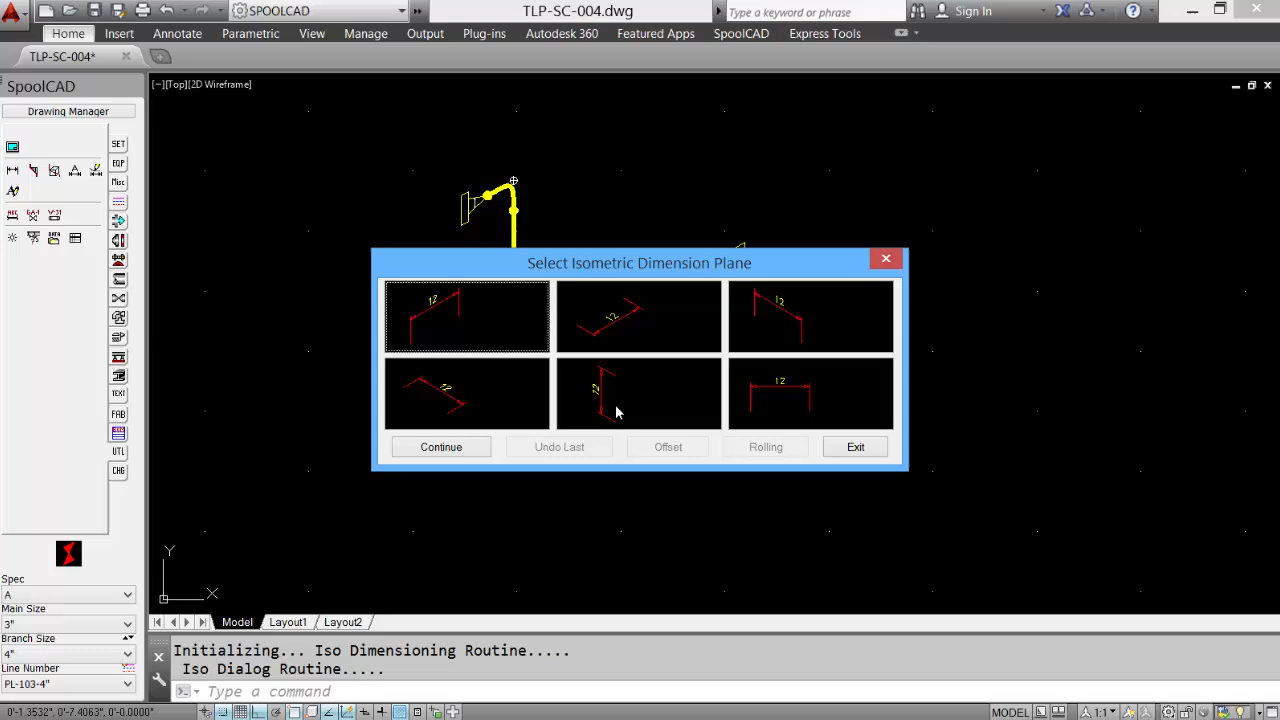 SPOOLCAD
TLP-SC-004.dwg
Type a keyword or phrase
Sign In
Home Insert Annotate Parametric View Manage Output Plug-ins Autodesk 360 Featured Apps SpoolCAD Express Tools
TLP-SC-004*
SpoolCAD
[−][Top][2D Wireframe]
Drawing Manager
SET
EQP
Misc
TEXT
FAB
UTL
CHG
Select Isometric Dimension Plane
12 12 12
12 12 12
Continue Undo Last Offset Rolling Exit
Y
X
Spec
A
Main Size
3"
Branch Size
4"
Line Number
PL-103-4"
Model Layout1 Layout2
Initializing... Iso Dimensioning Routine.....
Iso Dialog Routine.....
Type a command
0'-1.3532", 0'-7.4063", 0'-0.0000"
MODEL
1:1